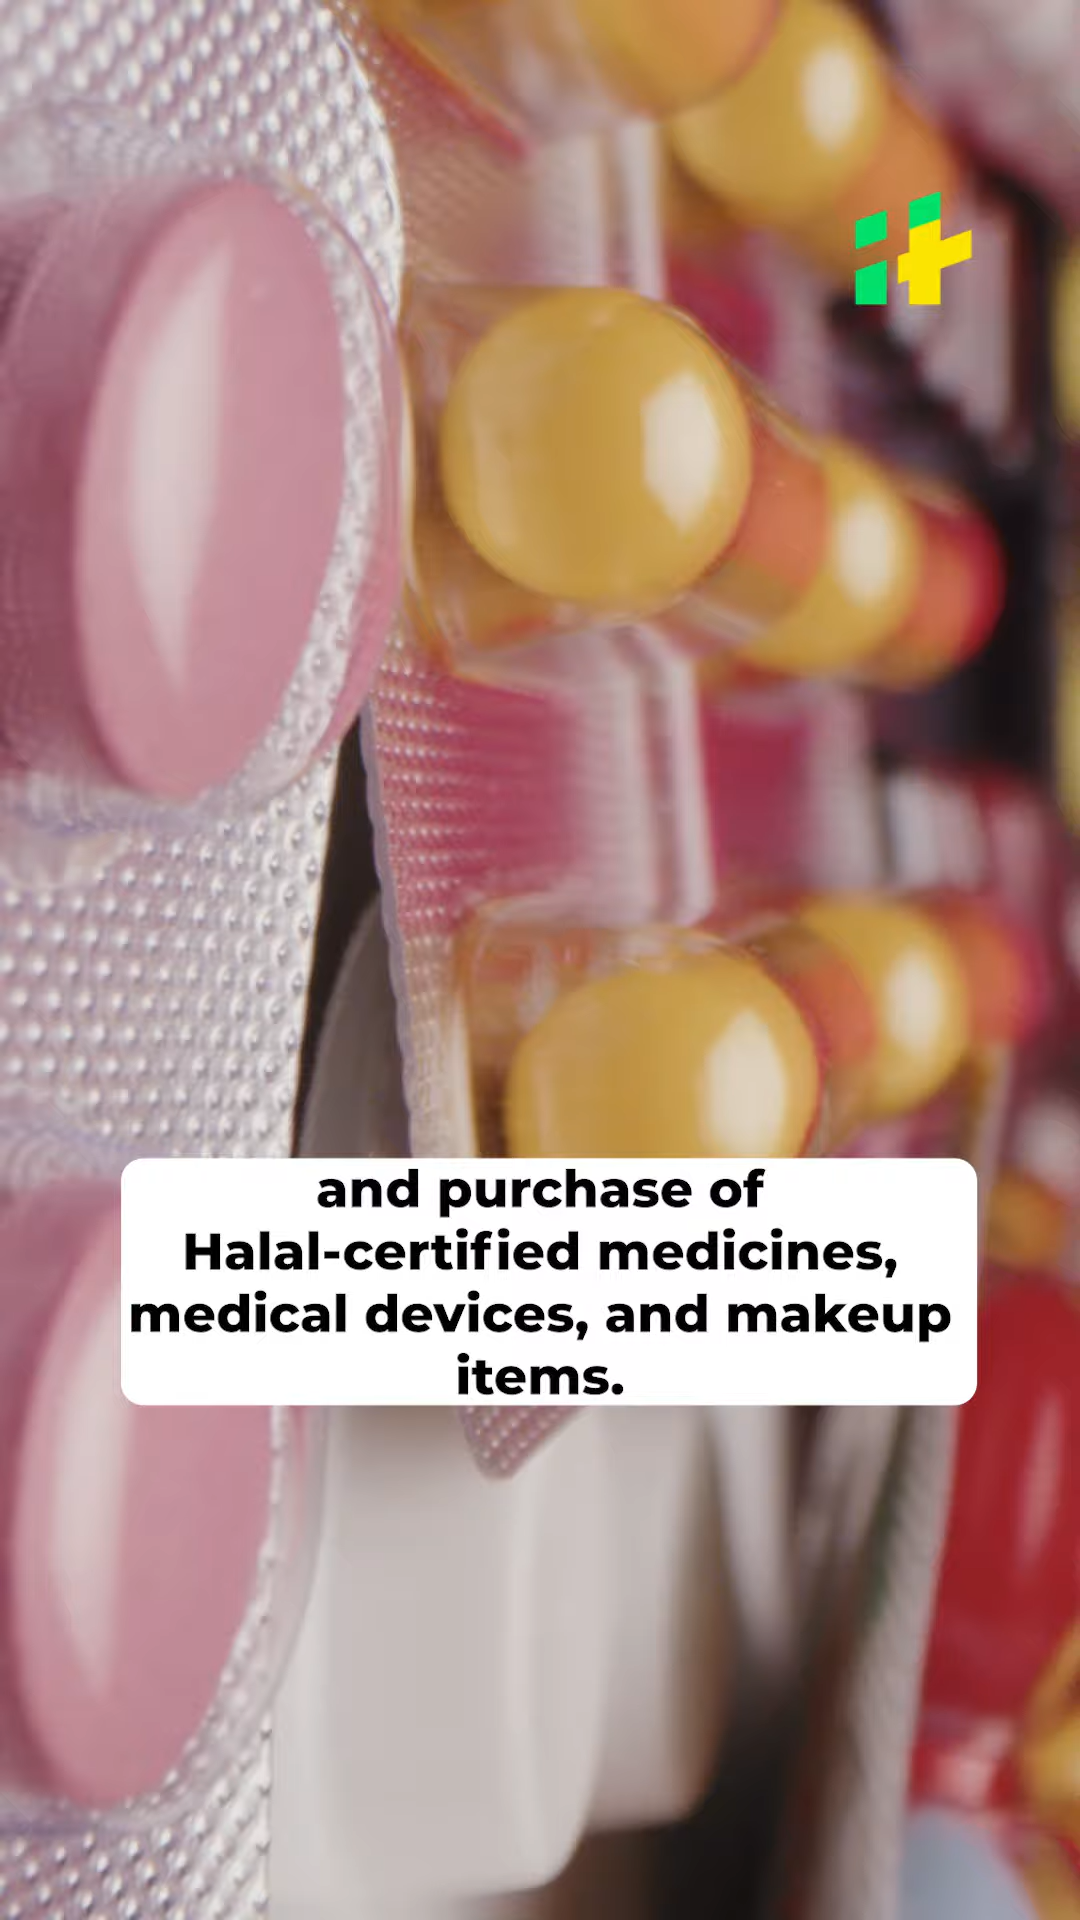 and purchase of
Halal-certified medicines,
medical devices, and makeup
items.